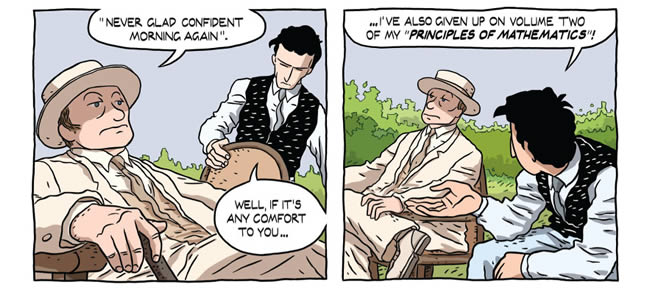 "NEVER GLAD CONFIDENT
MORNING AGAIN".
WELL, IF IT'S
ANY COMFORT
TO YOU...
...I'VE ALSO GIVEN UP ON VOLUME TWO
OF MY "PRINCIPLES OF MATHEMATICS"!